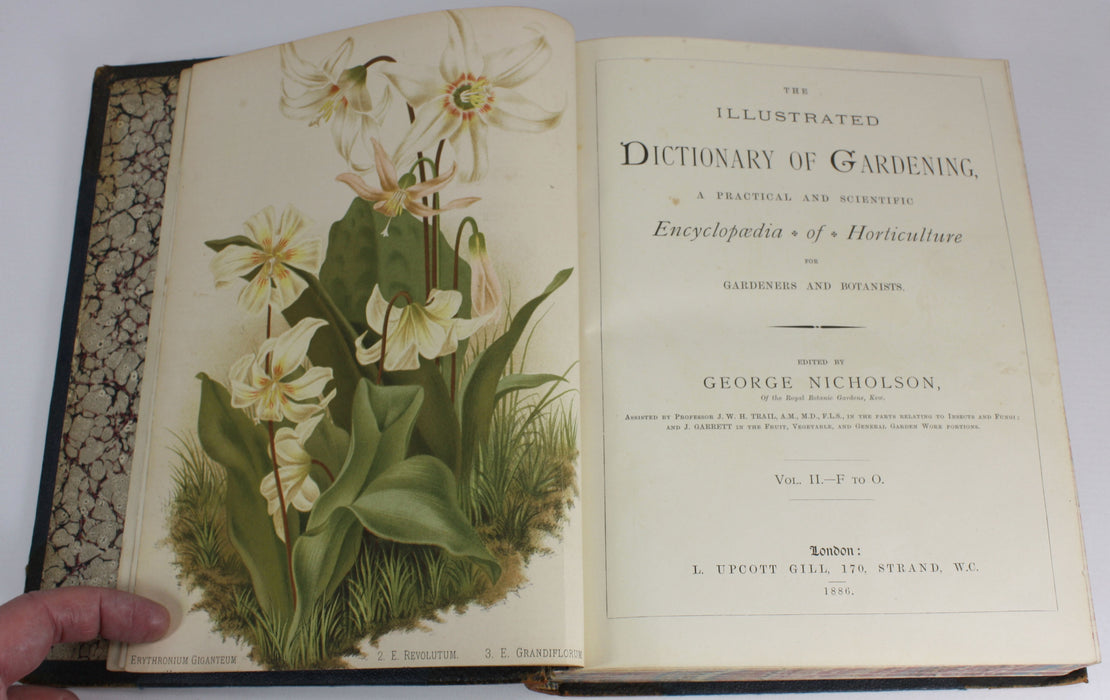 ERYTHRONIUM GIGANTEUM 2. E. REVOLUTUM. 3. E. GRANDIFLORUM
THE
ILLUSTRATED
DICTIONARY OF GARDENING,
A PRACTICAL AND SCIENTIFIC
Encyclopædia of Horticulture
FOR
GARDENERS AND BOTANISTS.
EDITED BY
GEORGE NICHOLSON,
Of the Royal Botanic Gardens, Kew.
ASSISTED BY PROFESSOR J. W. H. TRAIL, A.M., M.D., F.L.S., IN THE PARTS RELATING TO INSECTS AND FUNGI;
AND J. GARRETT IN THE FRUIT, VEGETABLE, AND GENERAL GARDEN WORK PORTIONS.
VOL. II.—F TO O.
London:
L. UPCOTT GILL, 170, STRAND, W.C.
1886.